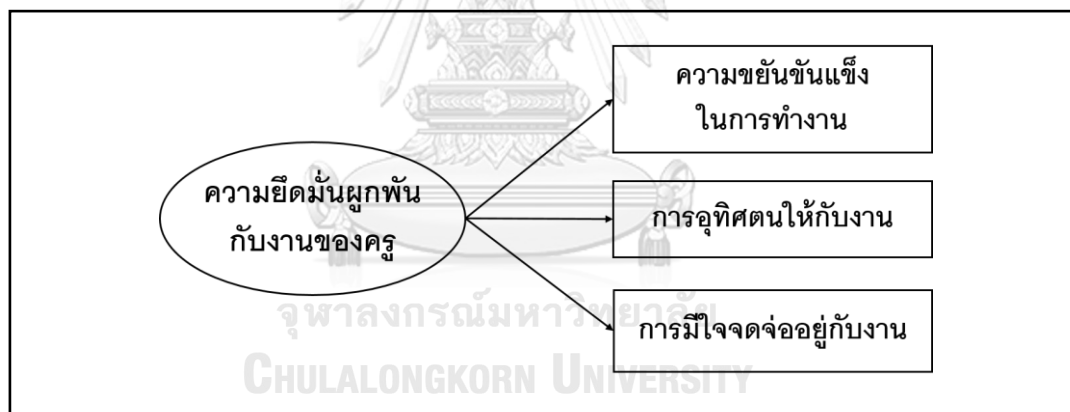 ความยึดมั่นผูกพัน
กับงานของครู
ความขยันขันแข็ง
ในการทำงาน
การอุทิศตนให้กับงาน
การมีใจจดจ่ออยู่กับงาน
จุฬาลงกรณ์มหาวิทยาลัย
CHULALONGKORN UNIVERSITY